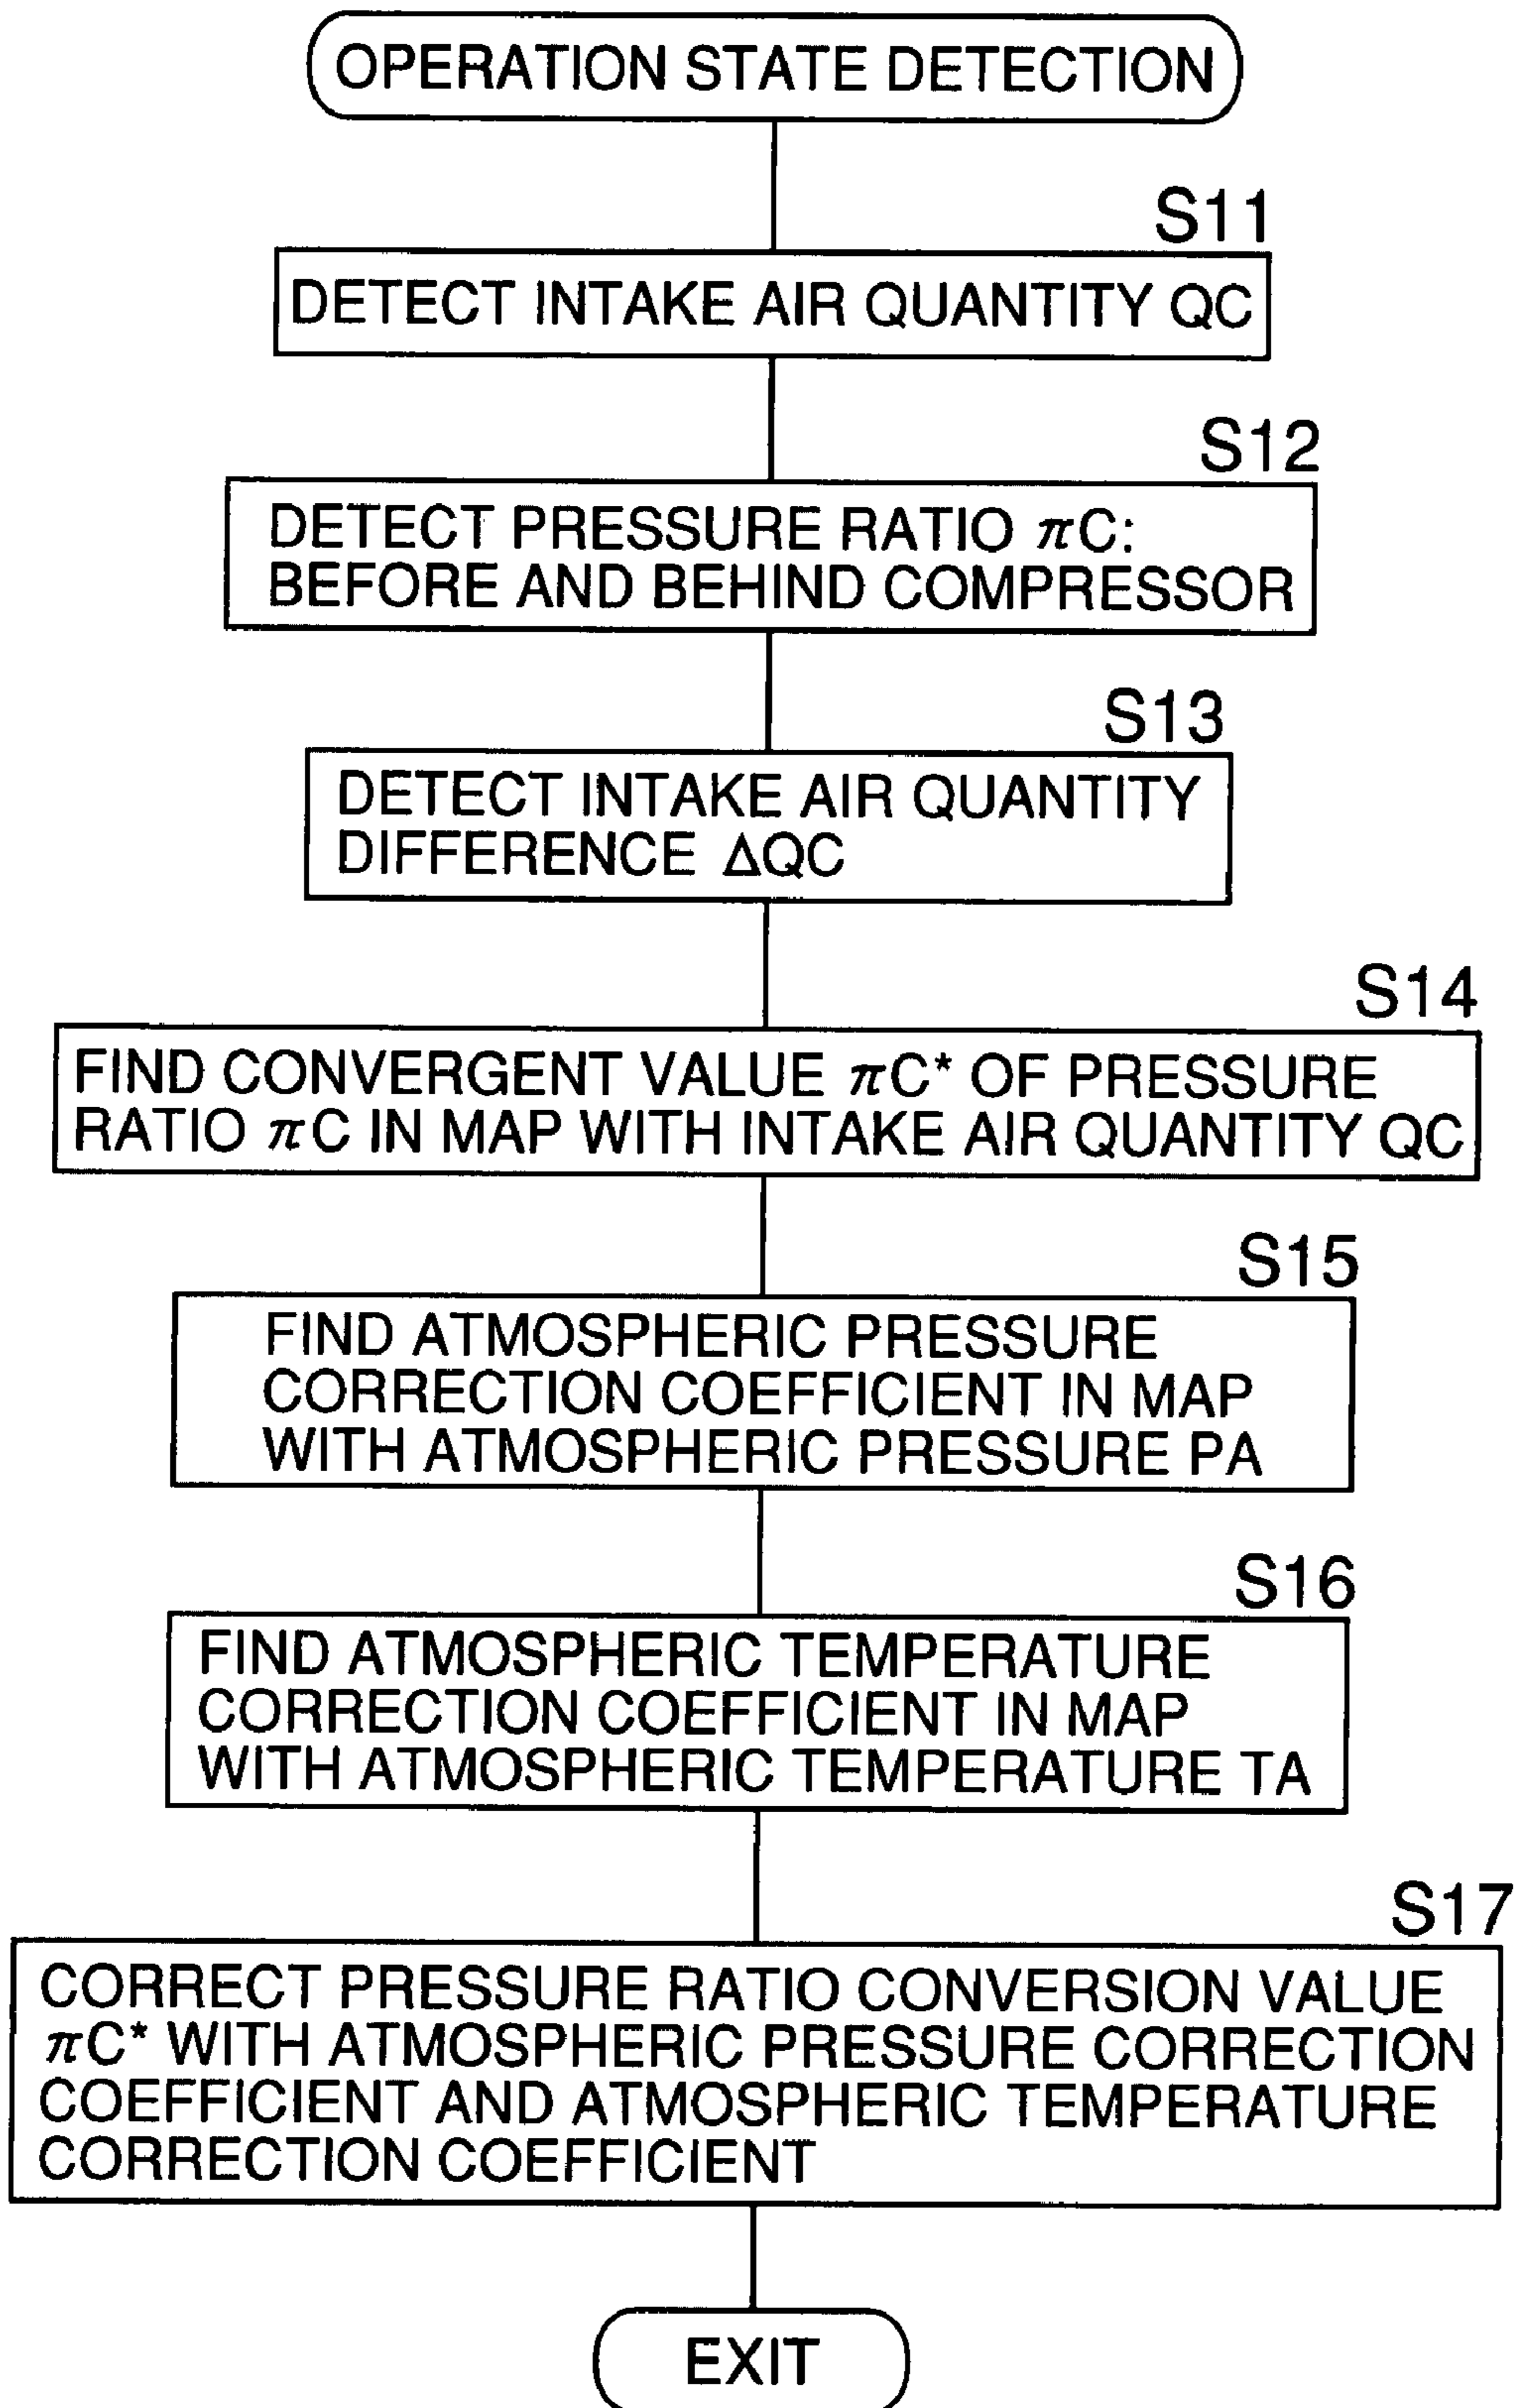 OPERATION STATE DETECTION
S11
DETECT INTAKE AIR QUANTITY QC
S12
DETECT PRESSURE RATIO πC:
BEFORE AND BEHIND COMPRESSOR
S13
DETECT INTAKE AIR QUANTITY
DIFFERENCE ΔQC
S14
FIND CONVERGENT VALUE πC* OF PRESSURE
RATIO πC IN MAP WITH INTAKE AIR QUANTITY QC
S15
FIND ATMOSPHERIC PRESSURE
CORRECTION COEFFICIENT IN MAP
WITH ATMOSPHERIC PRESSURE PA
S16
FIND ATMOSPHERIC TEMPERATURE
CORRECTION COEFFICIENT IN MAP
WITH ATMOSPHERIC TEMPERATURE TA
S17
CORRECT PRESSURE RATIO CONVERSION VALUE
πC* WITH ATMOSPHERIC PRESSURE CORRECTION
COEFFICIENT AND ATMOSPHERIC TEMPERATURE
CORRECTION COEFFICIENT
EXIT